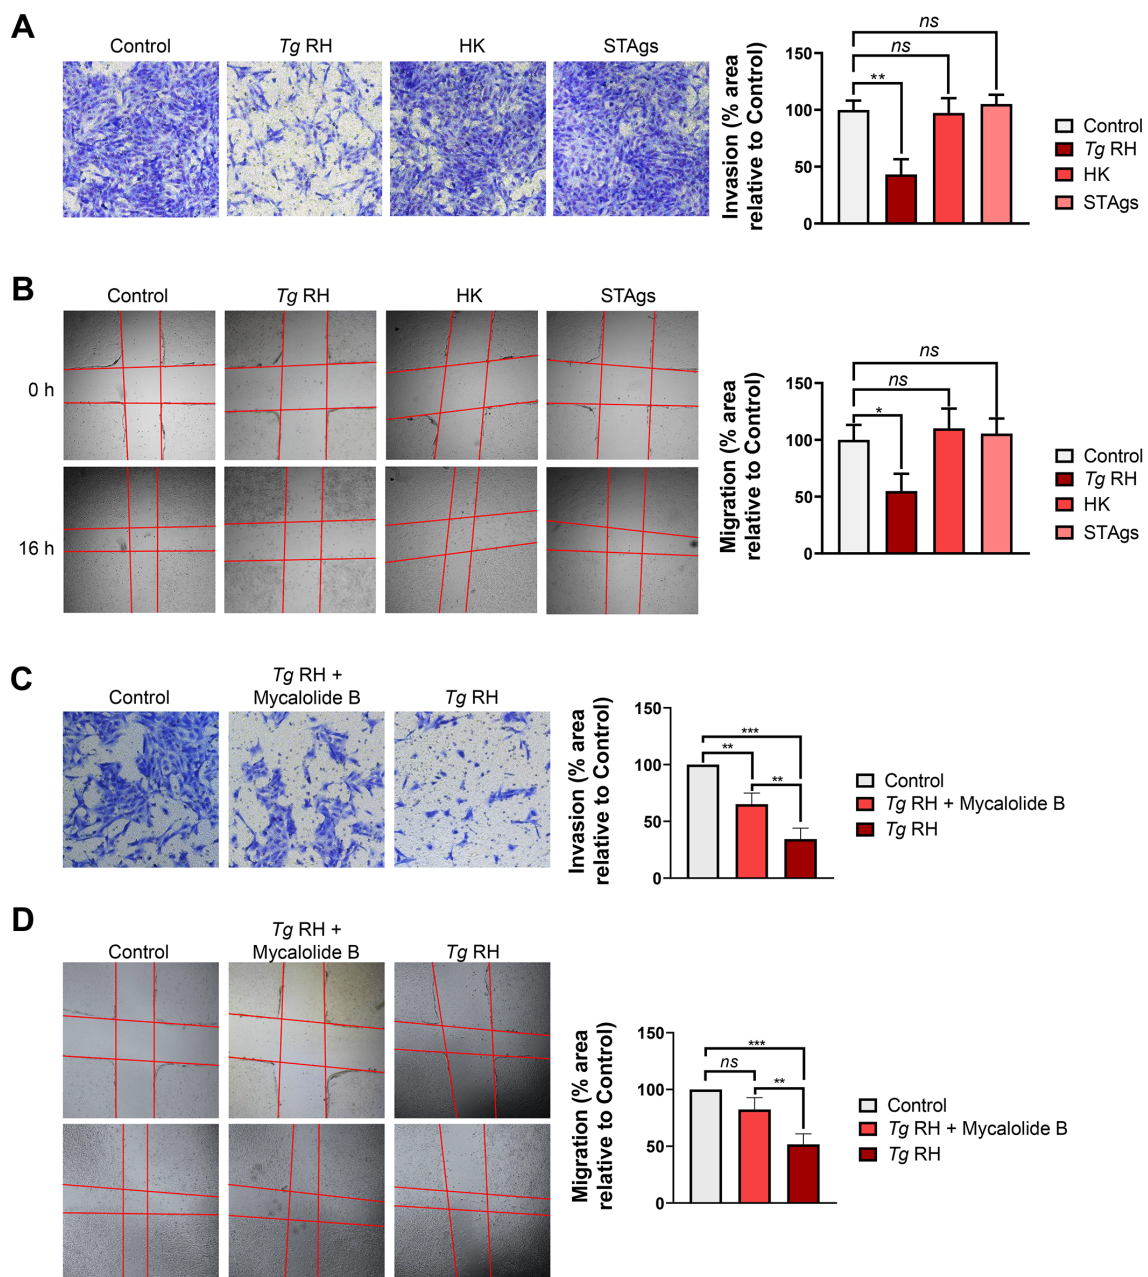 A
Control
Tg RH
HK
STAgs
Invasion (% area
relative to Control)
150
100
50
0
**
ns
ns
Control
Tg RH
HK
STAgs
B
Control
Tg RH
HK
STAgs
0 h
16 h
Migration (% area
relative to Control)
150
100
50
0
*
ns
ns
Control
Tg RH
HK
STAgs
C
Control
Tg RH +
Mycalolide B
Tg RH
Invasion (% area
relative to Control)
150
100
50
0
***
**
**
Control
Tg RH + Mycalolide B
Tg RH
D
Control
Tg RH +
Mycalolide B
Tg RH
Migration (% area
relative to Control)
150
100
50
0
***
ns
**
Control
Tg RH + Mycalolide B
Tg RH